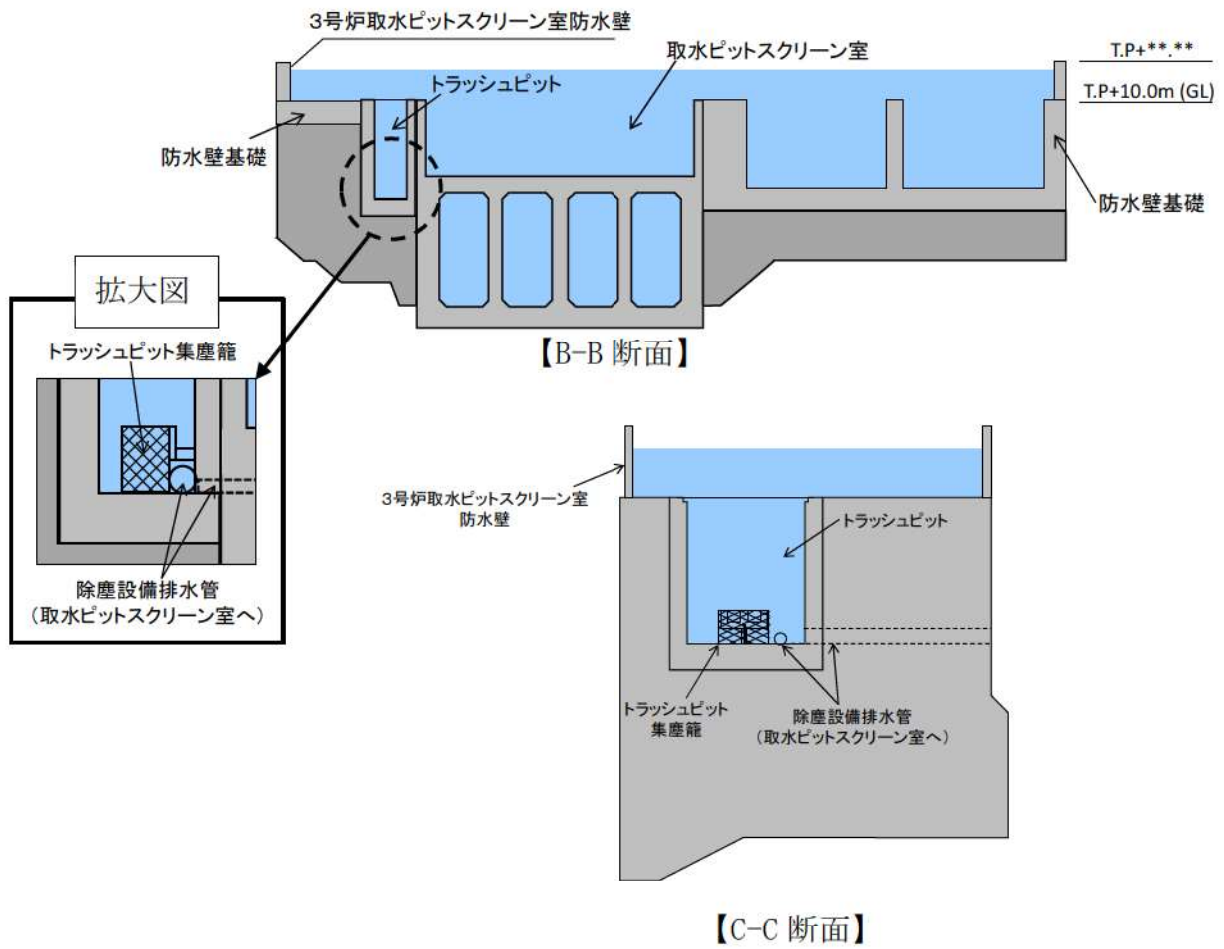 3号炉取水ピットスクリーン室防水壁
取水ピットスクリーン室
T.P+**.**
トラッシュピット
T.P+10.0m (GL)
防水壁基礎
防水壁基礎
拡大図
トラッシュピット集塵籠
【B-B 断面】
除塵設備排水管
（取水ピットスクリーン室へ）
3号炉取水ピットスクリーン室
防水壁
トラッシュピット
トラッシュピット
集塵籠
除塵設備排水管
（取水ピットスクリーン室へ）
【C-C 断面】